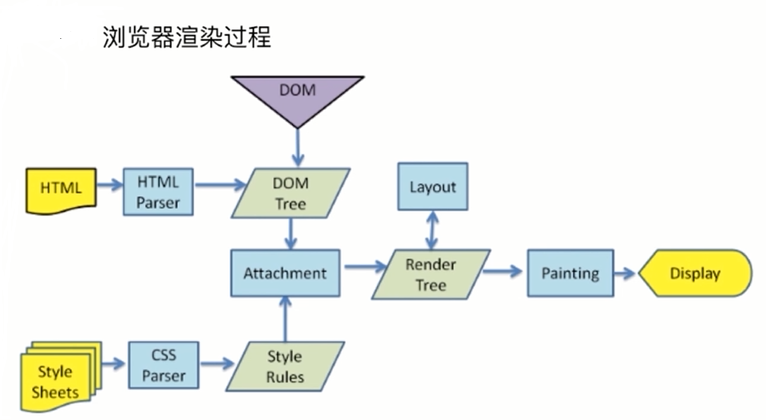 浏览器渲染过程
DOM
HTML
HTML
Parser
DOM
Tree
Layout
Attachment
Render
Tree
Painting
Display
Style
Sheets
CSS
Parser
Style
Rules